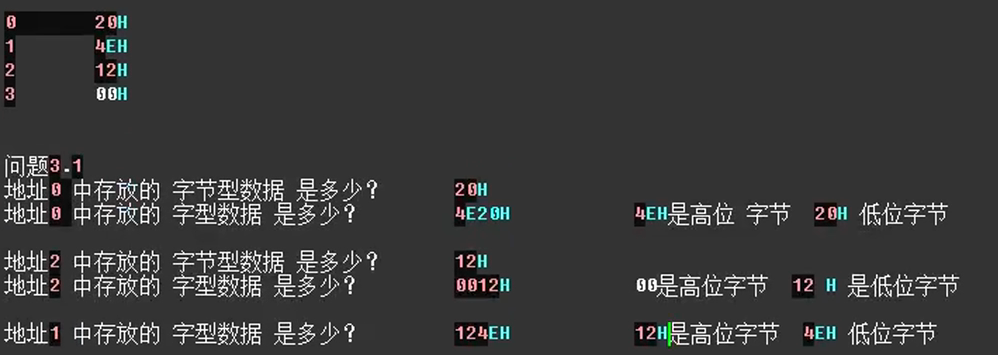 0 20H
1 4EH
2 12H
3 00H
问题3.1
地址0 中存放的 字节型数据 是多少? 20H
地址0 中存放的 字型数据 是多少? 4E20H 4EH是高位 字节 20H 低位字节
地址2 中存放的 字节型数据 是多少? 12H
地址2 中存放的 字型数据 是多少? 0012H 00是高位字节 12 H 是低位字节
地址1 中存放的 字型数据 是多少? 124EH 12H是高位字节 4EH 低位字节